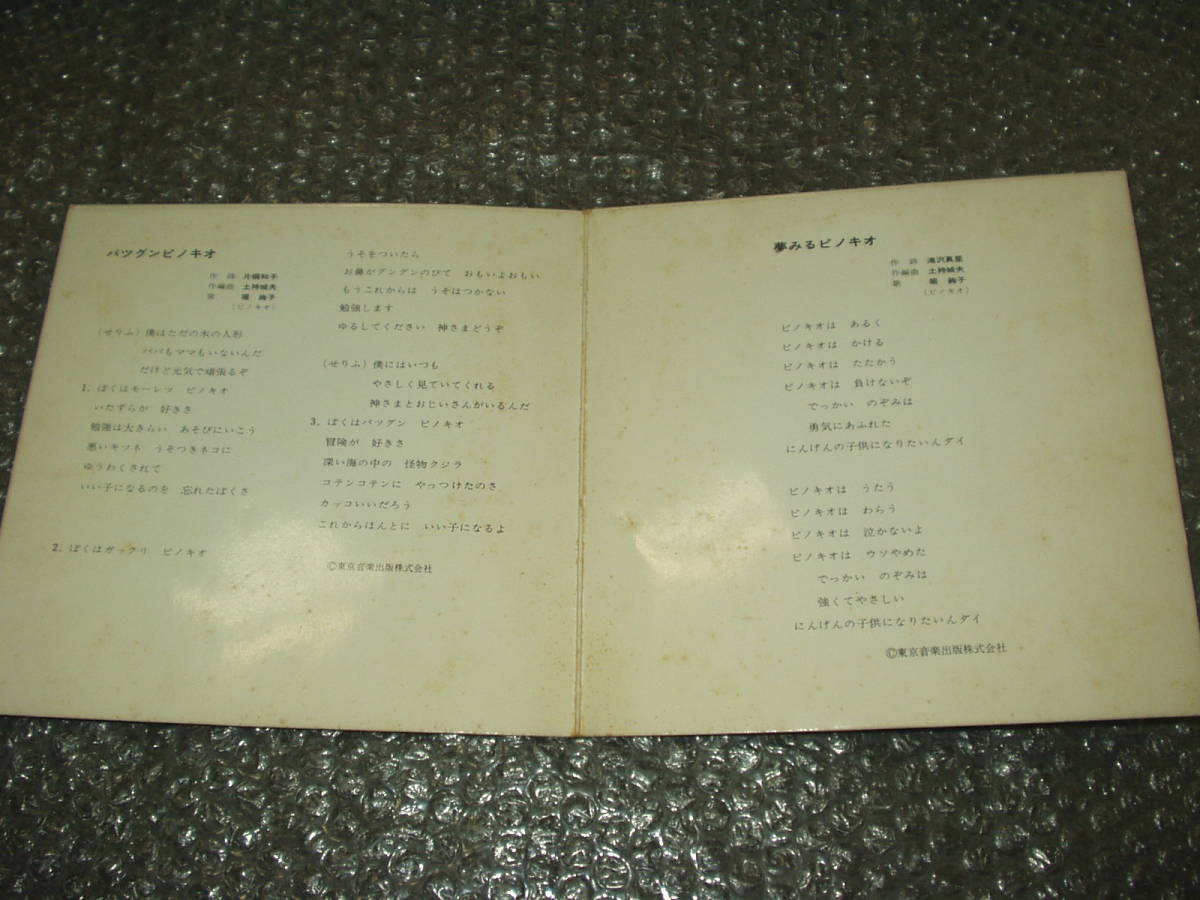 バツグンピノキオ
作詩 片桐和子
作編曲 土持城夫
歌 堀絢子
(ピノキオ)
(せりふ)僕はただの木の人形
パパもママもいないんだ
だけど元気で頑張るぞ
1. ぼくはモーレツ ピノキオ
いたずらが 好きさ
勉強は大きらい あそびにいこう
悪いキツネ うそつきネコに
ゆうわくされて
いい子になるのを 忘れたぼくさ
2. ぼくはガックリ ピノキオ
うそをついたら
お鼻がグングンのびて おもいよおもい
もうこれからは うそはつかない
勉強します
ゆるしてください 神さまどうぞ
(せりふ)僕にはいつも
やさしく見ていてくれる
神さまとおじいさんがいるんだ
3. ぼくはバツグン ピノキオ
冒険が 好きさ
深い海の中の 怪物クジラ
コテンコテンに やっつけたのさ
カッコいいだろう
これからほんとに いい子になるよ
©東京音楽出版株式会社
夢みるピノキオ
作詩 滝沢真里
作編曲 土持城夫
歌 堀絢子
(ピノキオ)
ピノキオは あるく
ピノキオは かける
ピノキオは たたかう
ピノキオは 負けないぞ
でっかい のぞみは
勇気にあふれた
にんげんの子供になりたいんダイ
ピノキオは うたう
ピノキオは わらう
ピノキオは 泣かないよ
ピノキオは ウソやめた
でっかい のぞみは
強くてやさしい
にんげんの子供になりたいんダイ
©東京音楽出版株式会社